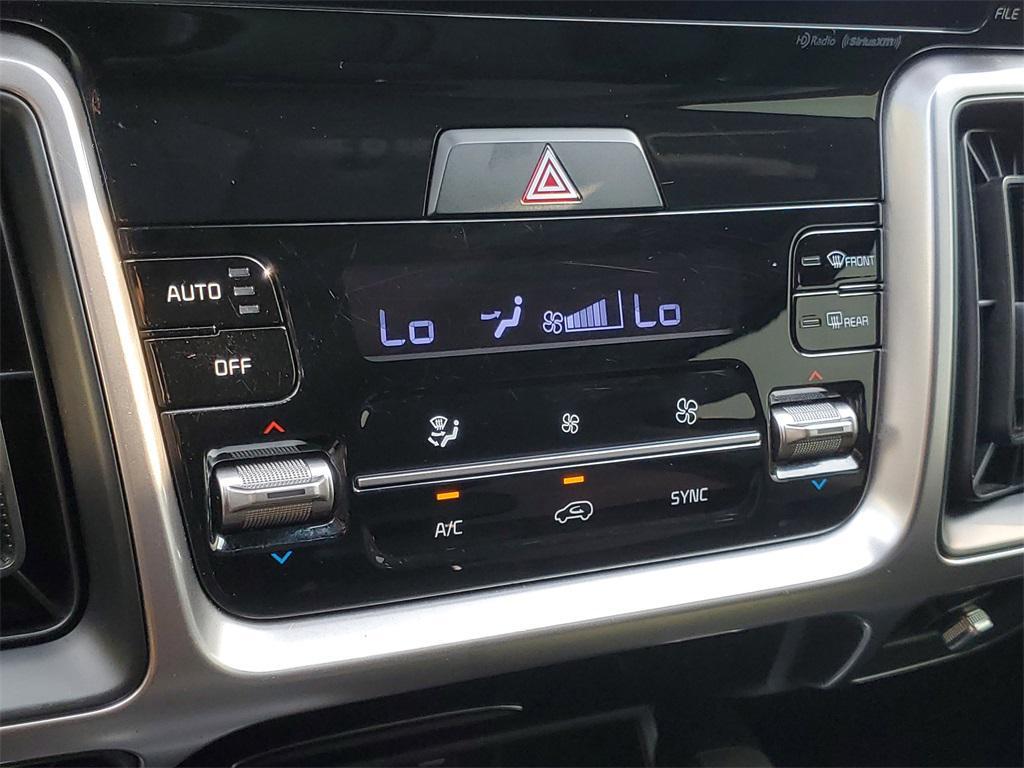 FILE
HD Radio ((SiriusXM))
AUTO
FRONT
Lo Lo
REAR
OFF
A/C
SYNC